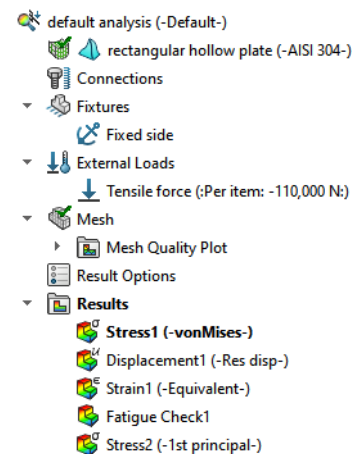 default analysis (-Default-)
rectangular hollow plate (-AISI 304-)
Connections
Fixtures
Fixed side
External Loads
Tensile force (:Per item: -110,000 N:)
Mesh
Mesh Quality Plot
Result Options
Results
Stress1 (-vonMises-)
Displacement1 (-Res disp-)
Strain1 (-Equivalent-)
Fatigue Check1
Stress2 (-1st principal-)